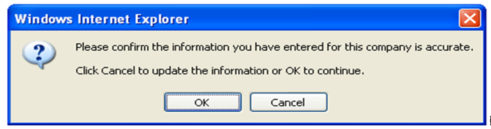 Windows Internet Explorer
Please confirm the information you have entered for this company is accurate.
Click Cancel to update the information or OK to continue.
OK Cancel